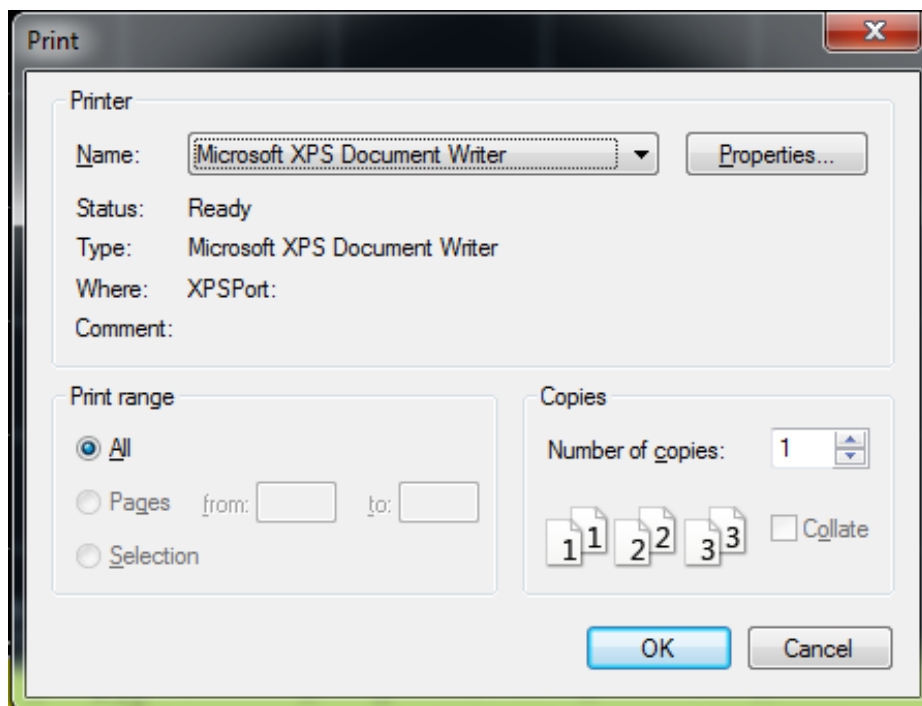 Print
X
Printer
Name: Microsoft XPS Document Writer Properties...
Status: Ready
Type: Microsoft XPS Document Writer
Where: XPSPort:
Comment:
Print range
All
Pages from: to:
Selection
Copies
Number of copies: 1
1 1 2 2 3 3 Collate
OK Cancel